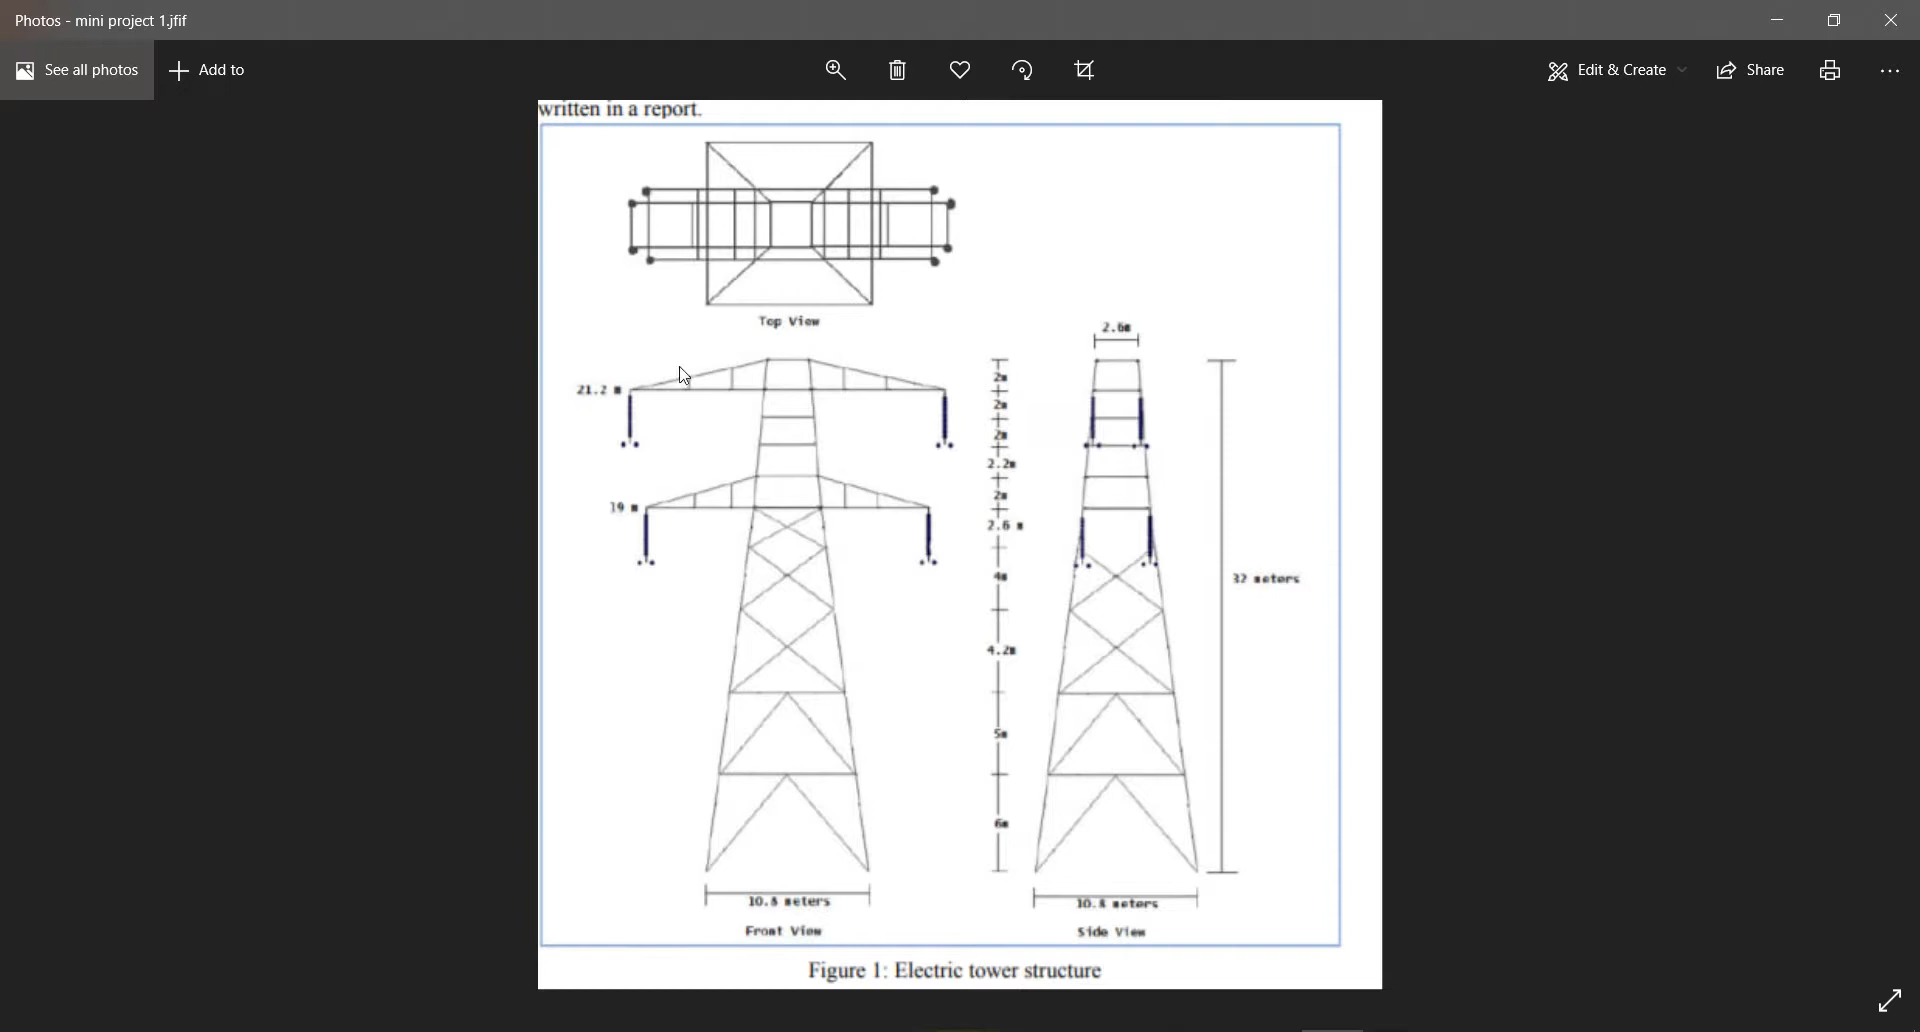 Photos - mini project 1.jfif
See all photos
Add to
Edit & Create
Share
written in a report.
Top View
2.6m
21.2 m
2m
2m
2m
2.2m
19 m
2m
2.6 m
4m
32 meters
4.2m
5m
6m
10.8 meters
10.8 meters
Front View
Side View
Figure 1: Electric tower structure